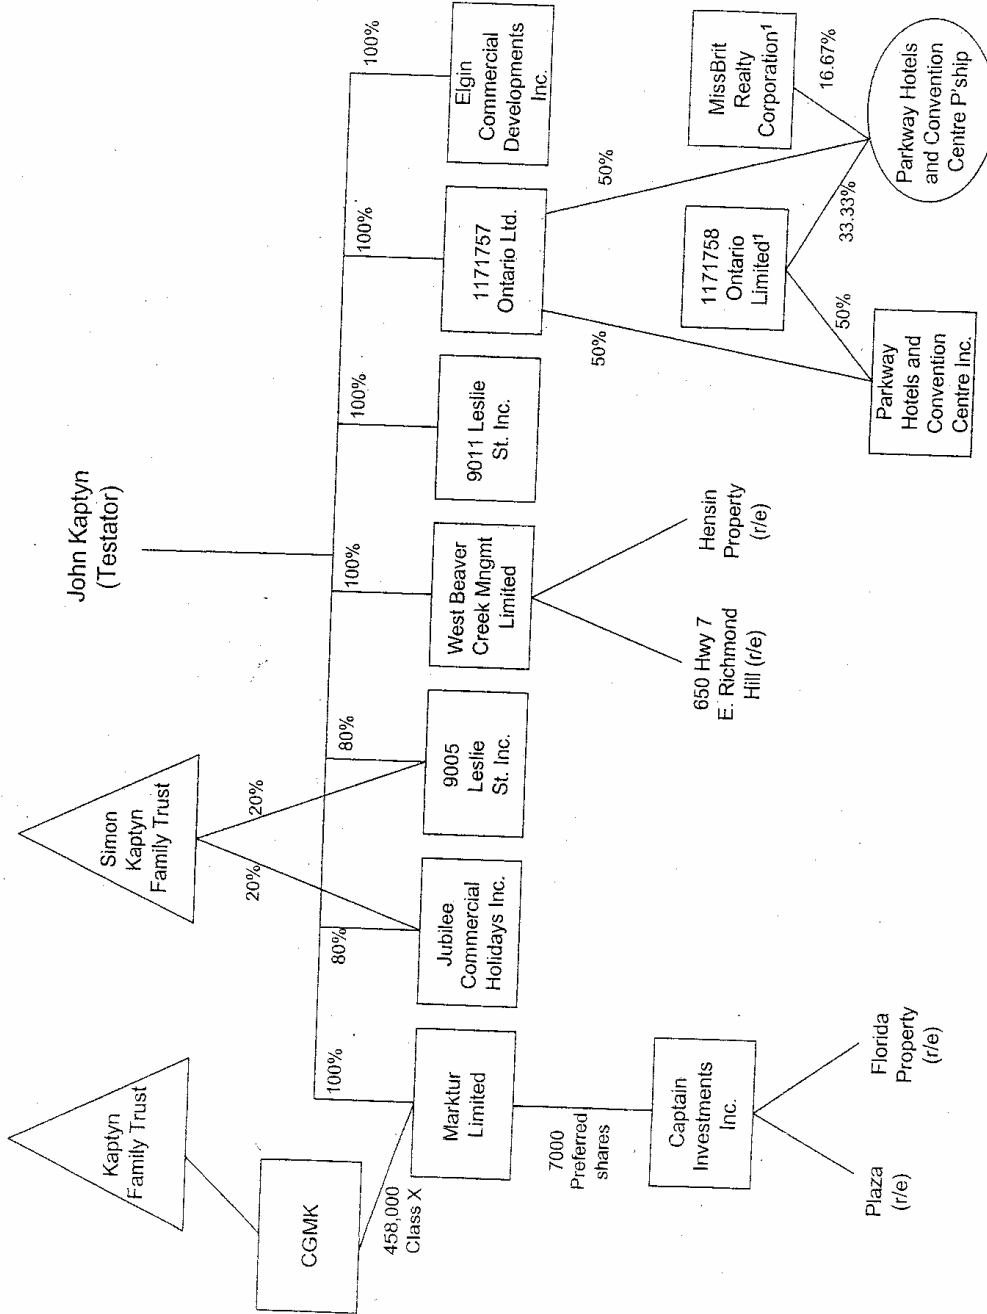 John Kaptyn
(Testator)
Kaptyn
Family Trust
Simon
Kaptyn
Family Trust
CGMK
458,000
Class X
20%
20%
100%
80%
80%
100%
100%
100%
100%
Marktur
Limited
Jubilee
Commercial
Holidays Inc.
9005
Leslie
St. Inc.
West Beaver
Creek Mngmt
Limited
9011 Leslie
St. Inc.
1171757
Ontario Ltd.
Elgin
Commercial
Developments
Inc.
7000
Preferred
shares
50%
50%
Captain
Investments
Inc.
650 Hwy 7
E. Richmond
Hill (r/e)
Hensin
Property
(r/e)
1171758
Ontario
Limited¹
MissBrit
Realty
Corporation¹
50%
33.33%
16.67%
Plaza
(r/e)
Florida
Property
(r/e)
Parkway
Hotels and
Convention
Centre Inc.
Parkway Hotels
and Convention
Centre P'ship